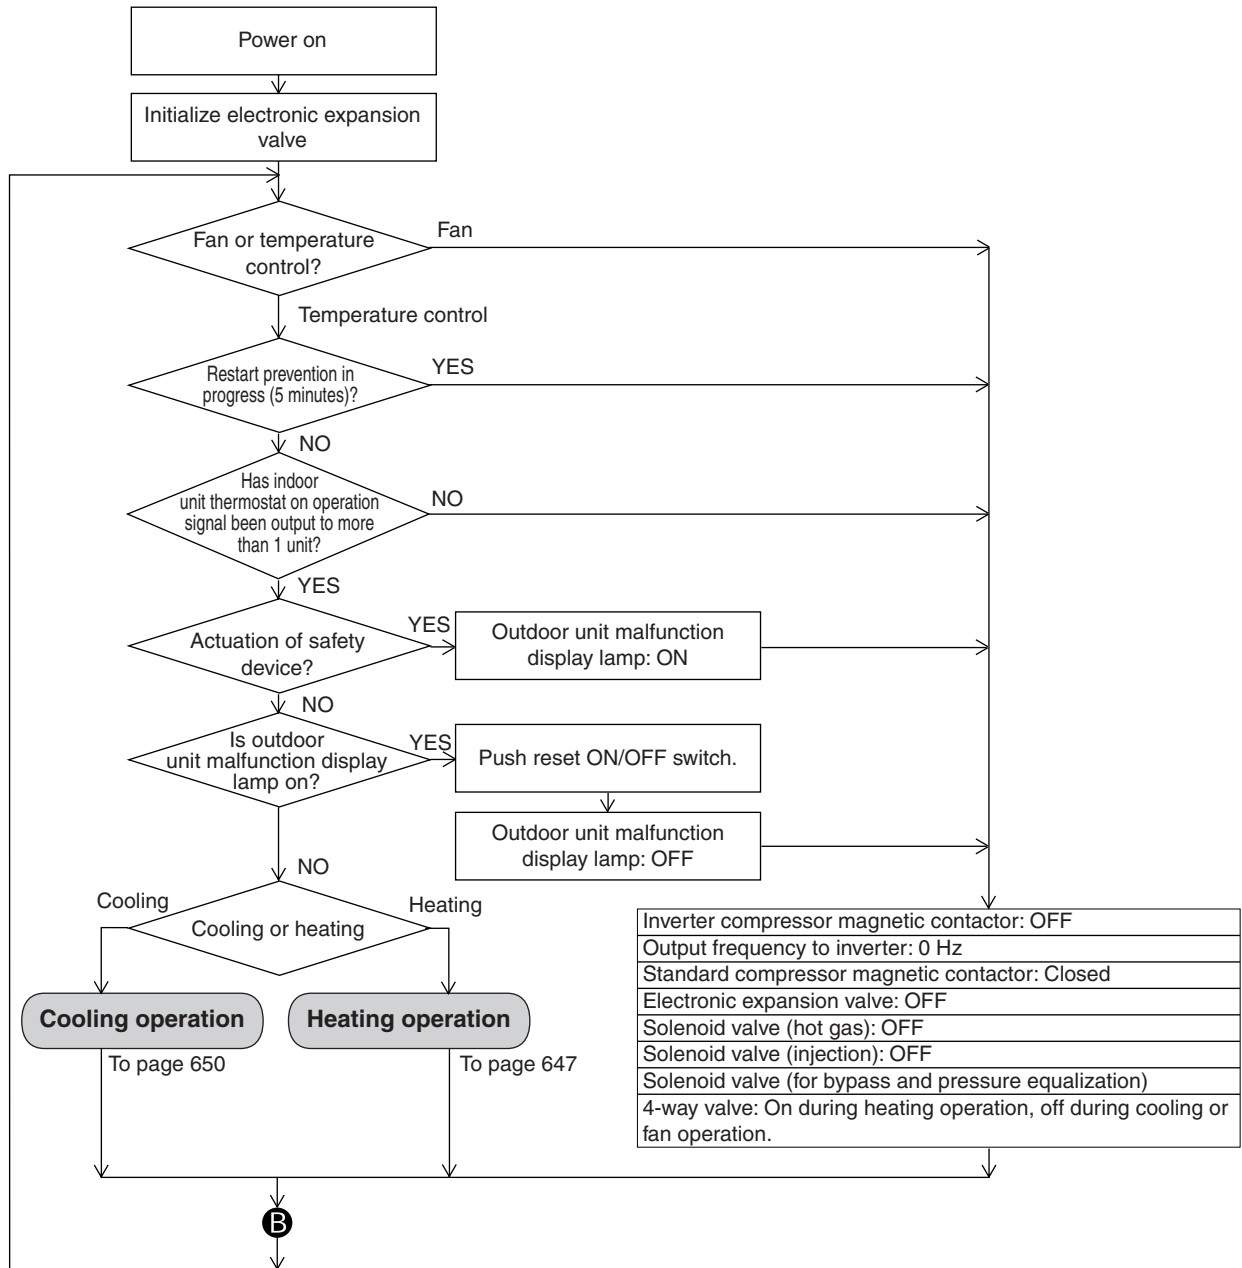 Power on
Initialize electronic expansion
valve
Fan or temperature
control?
Fan
Temperature control
Restart prevention in
progress (5 minutes)?
YES
NO
Has indoor
unit thermostat on operation
signal been output to more
than 1 unit?
NO
YES
Actuation of safety
device?
YES
Outdoor unit malfunction
display lamp: ON
NO
Is outdoor
unit malfunction display
lamp on?
YES
Push reset ON/OFF switch.
Outdoor unit malfunction
display lamp: OFF
NO
Cooling
Heating
Cooling or heating
Cooling operation
Heating operation
To page 650
To page 647
Inverter compressor magnetic contactor: OFF
Output frequency to inverter: 0 Hz
Standard compressor magnetic contactor: Closed
Electronic expansion valve: OFF
Solenoid valve (hot gas): OFF
Solenoid valve (injection): OFF
Solenoid valve (for bypass and pressure equalization)
4-way valve: On during heating operation, off during cooling or
fan operation.
B